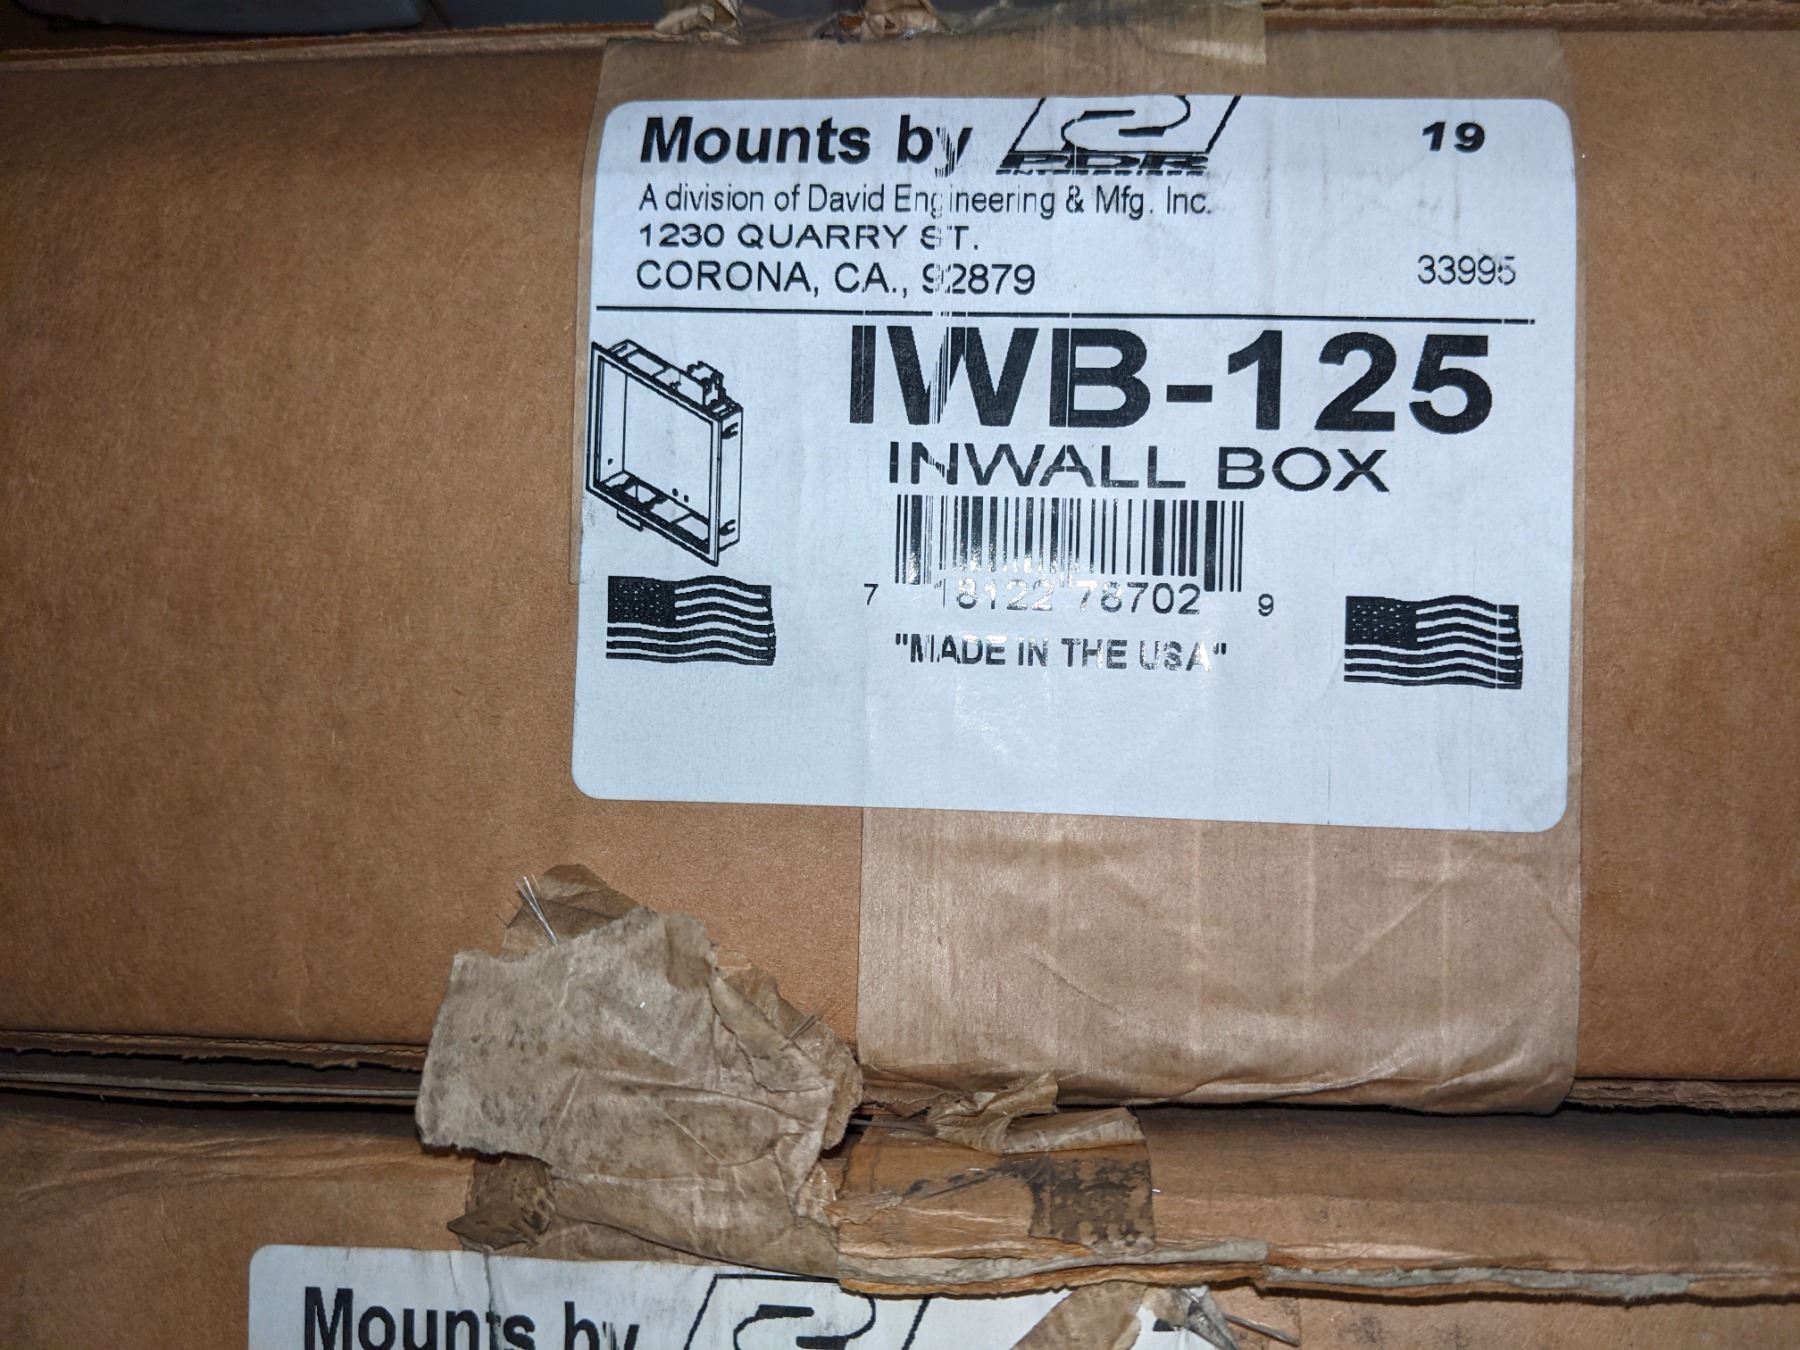 Mounts by PDR
19
A division of David Engineering & Mfg. Inc.
1230 QUARRY ST.
CORONA, CA., 92879
33995
IWB-125
INWALL BOX
7 18122 78702 9
"MADE IN THE USA"
Mounts by